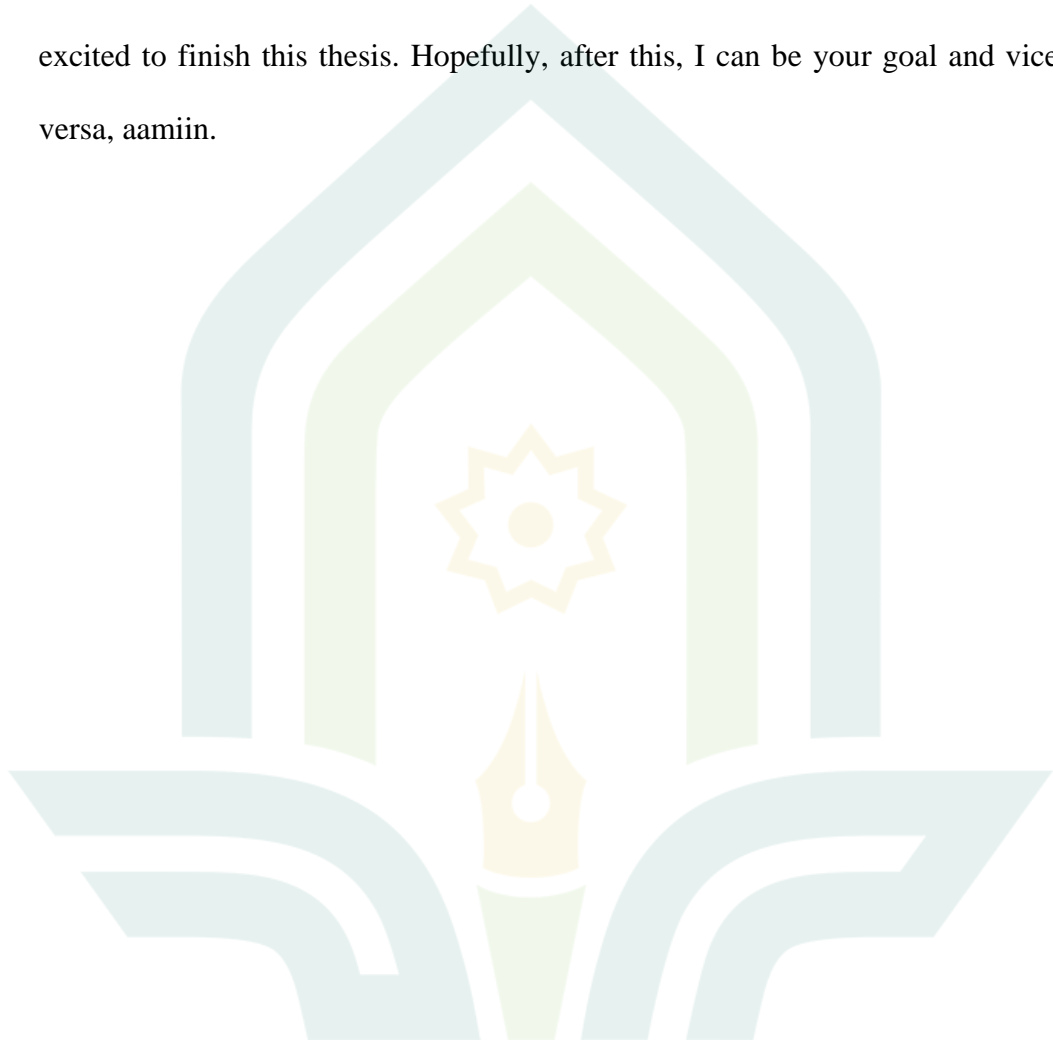 excited to finish this thesis. Hopefully, after this, I can be your goal and vice
versa, aamiin.